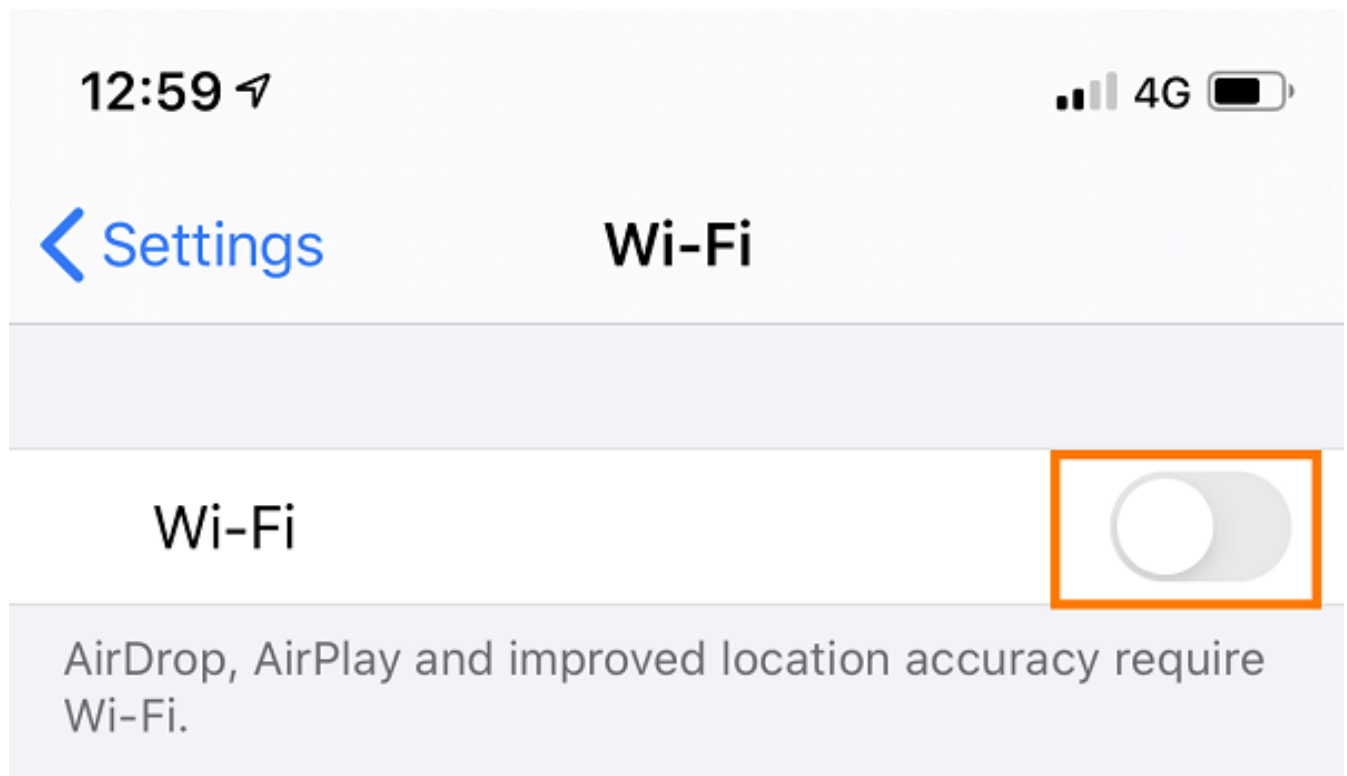 12:59 4G
Settings Wi-Fi
Wi-Fi
AirDrop, AirPlay and improved location accuracy require
Wi-Fi.